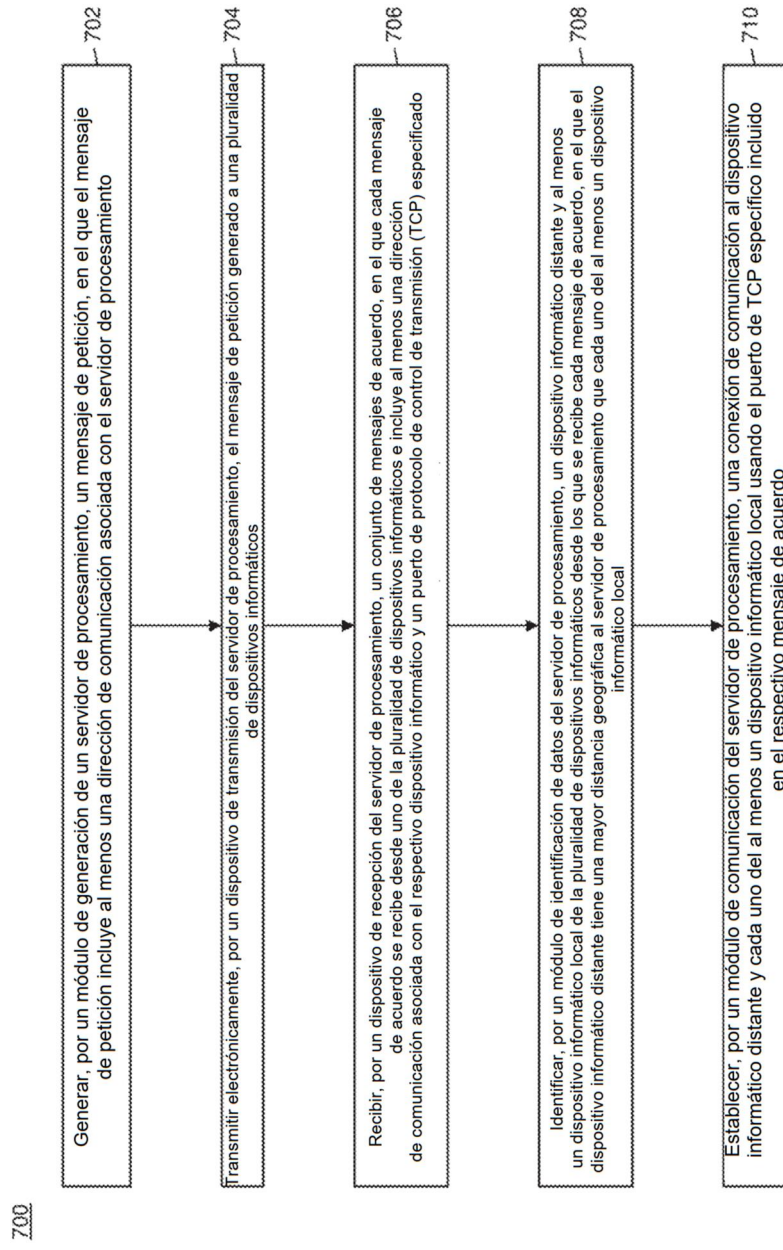 700
Generar, por un módulo de generación de un servidor de procesamiento, un mensaje de petición, en el que el mensaje
de petición incluye al menos una dirección de comunicación asociada con el servidor de procesamiento
702
Transmitir electrónicamente, por un dispositivo de transmisión del servidor de procesamiento, el mensaje de petición generado a una pluralidad
de dispositivos informáticos
704
Recibir, por un dispositivo de recepción del servidor de procesamiento, un conjunto de mensajes de acuerdo, en el que cada mensaje
de acuerdo se recibe desde uno de la pluralidad de dispositivos informáticos e incluye al menos una dirección
de comunicación asociada con el respectivo dispositivo informático y un puerto de protocolo de control de transmisión (TCP) especificado
706
Identificar, por un módulo de identificación de datos del servidor de procesamiento, un dispositivo informático distante y al menos
un dispositivo informático local de la pluralidad de dispositivos informáticos desde los que se recibe cada mensaje de acuerdo, en el que el
dispositivo informático distante tiene una mayor distancia geográfica al servidor de procesamiento que cada uno del al menos un dispositivo
informático local
708
Establecer, por un módulo de comunicación del servidor de procesamiento, una conexión de comunicación al dispositivo
informático distante y cada uno del al menos un dispositivo informático local usando el puerto de TCP específico incluido
en el respectivo mensaje de acuerdo
710